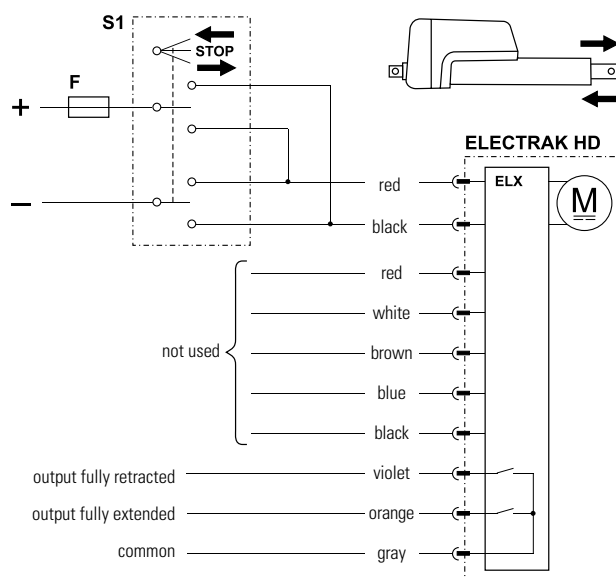 S1
STOP
F
+
−
ELECTRAK HD
red
ELX
M
black
red
white
not used
brown
blue
black
output fully retracted
violet
output fully extended
orange
common
gray